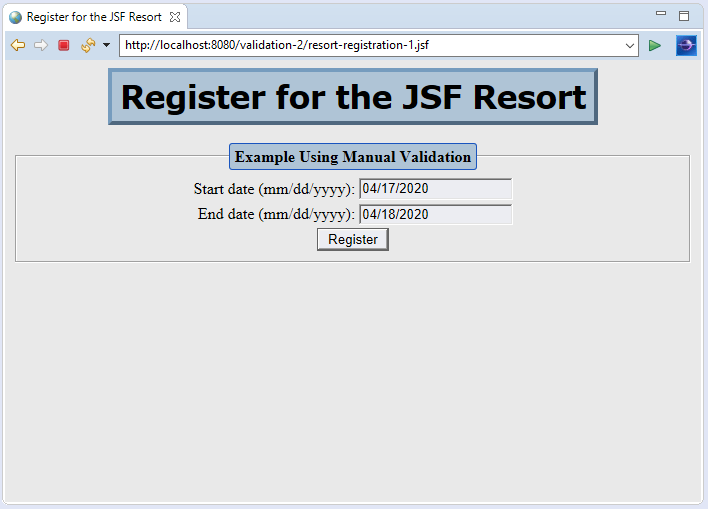 Register for the JSF Resort
http://localhost:8080/validation-2/resort-registration-1.jsf
Register for the JSF Resort
Example Using Manual Validation
Start date (mm/dd/yyyy): 04/17/2020
End date (mm/dd/yyyy): 04/18/2020
Register